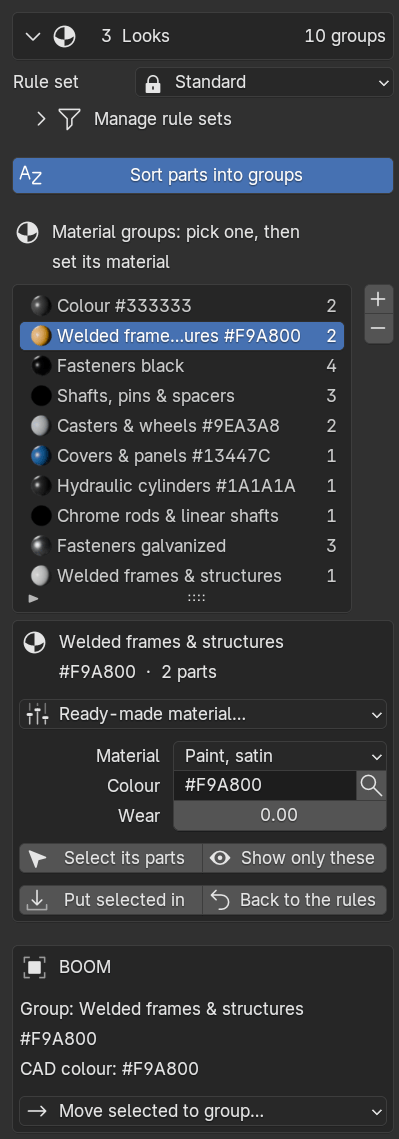 3 Looks 10 groups
Rule set Standard
Manage rule sets
AZ Sort parts into groups
Material groups: pick one, then
set its material
Colour #333333 2
Welded frame...ures #F9A800 2
Fasteners black 4
Shafts, pins & spacers 3
Casters & wheels #9EA3A8 2
Covers & panels #13447C 1
Hydraulic cylinders #1A1A1A 1
Chrome rods & linear shafts 1
Fasteners galvanized 3
Welded frames & structures 1
Welded frames & structures
#F9A800 · 2 parts
Ready-made material...
Material Paint, satin
Colour #F9A800
Wear 0.00
Select its parts Show only these
Put selected in Back to the rules
BOOM
Group: Welded frames & structures
#F9A800
CAD colour: #F9A800
Move selected to group...